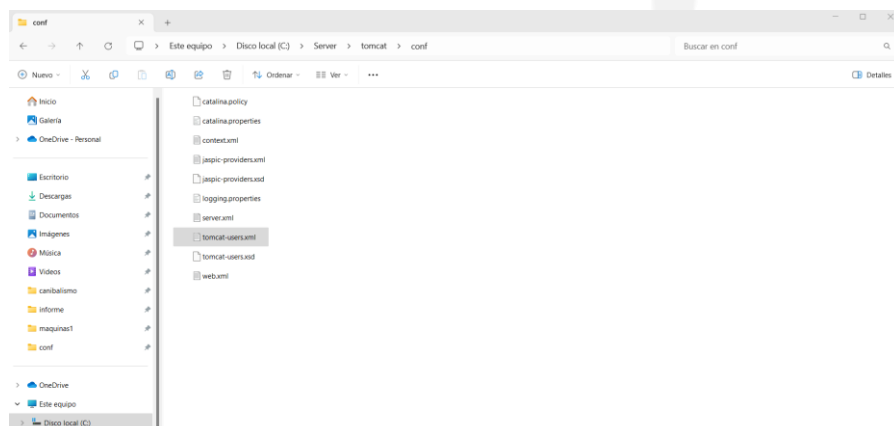 conf
Este equipo > Disco local (C:) > Server > tomcat > conf
Buscar en conf
Nuevo
Ordenar
Ver
Detalles
Inicio
Galería
OneDrive - Personal
Escritorio
Descargas
Documentos
Imágenes
Música
Videos
canibalismo
informe
maquinas1
conf
OneDrive
Este equipo
Disco local (C:)
catalina.policy
catalina.properties
context.xml
jaspic-providers.xml
jaspic-providers.xsd
logging.properties
server.xml
tomcat-users.xml
tomcat-users.xsd
web.xml